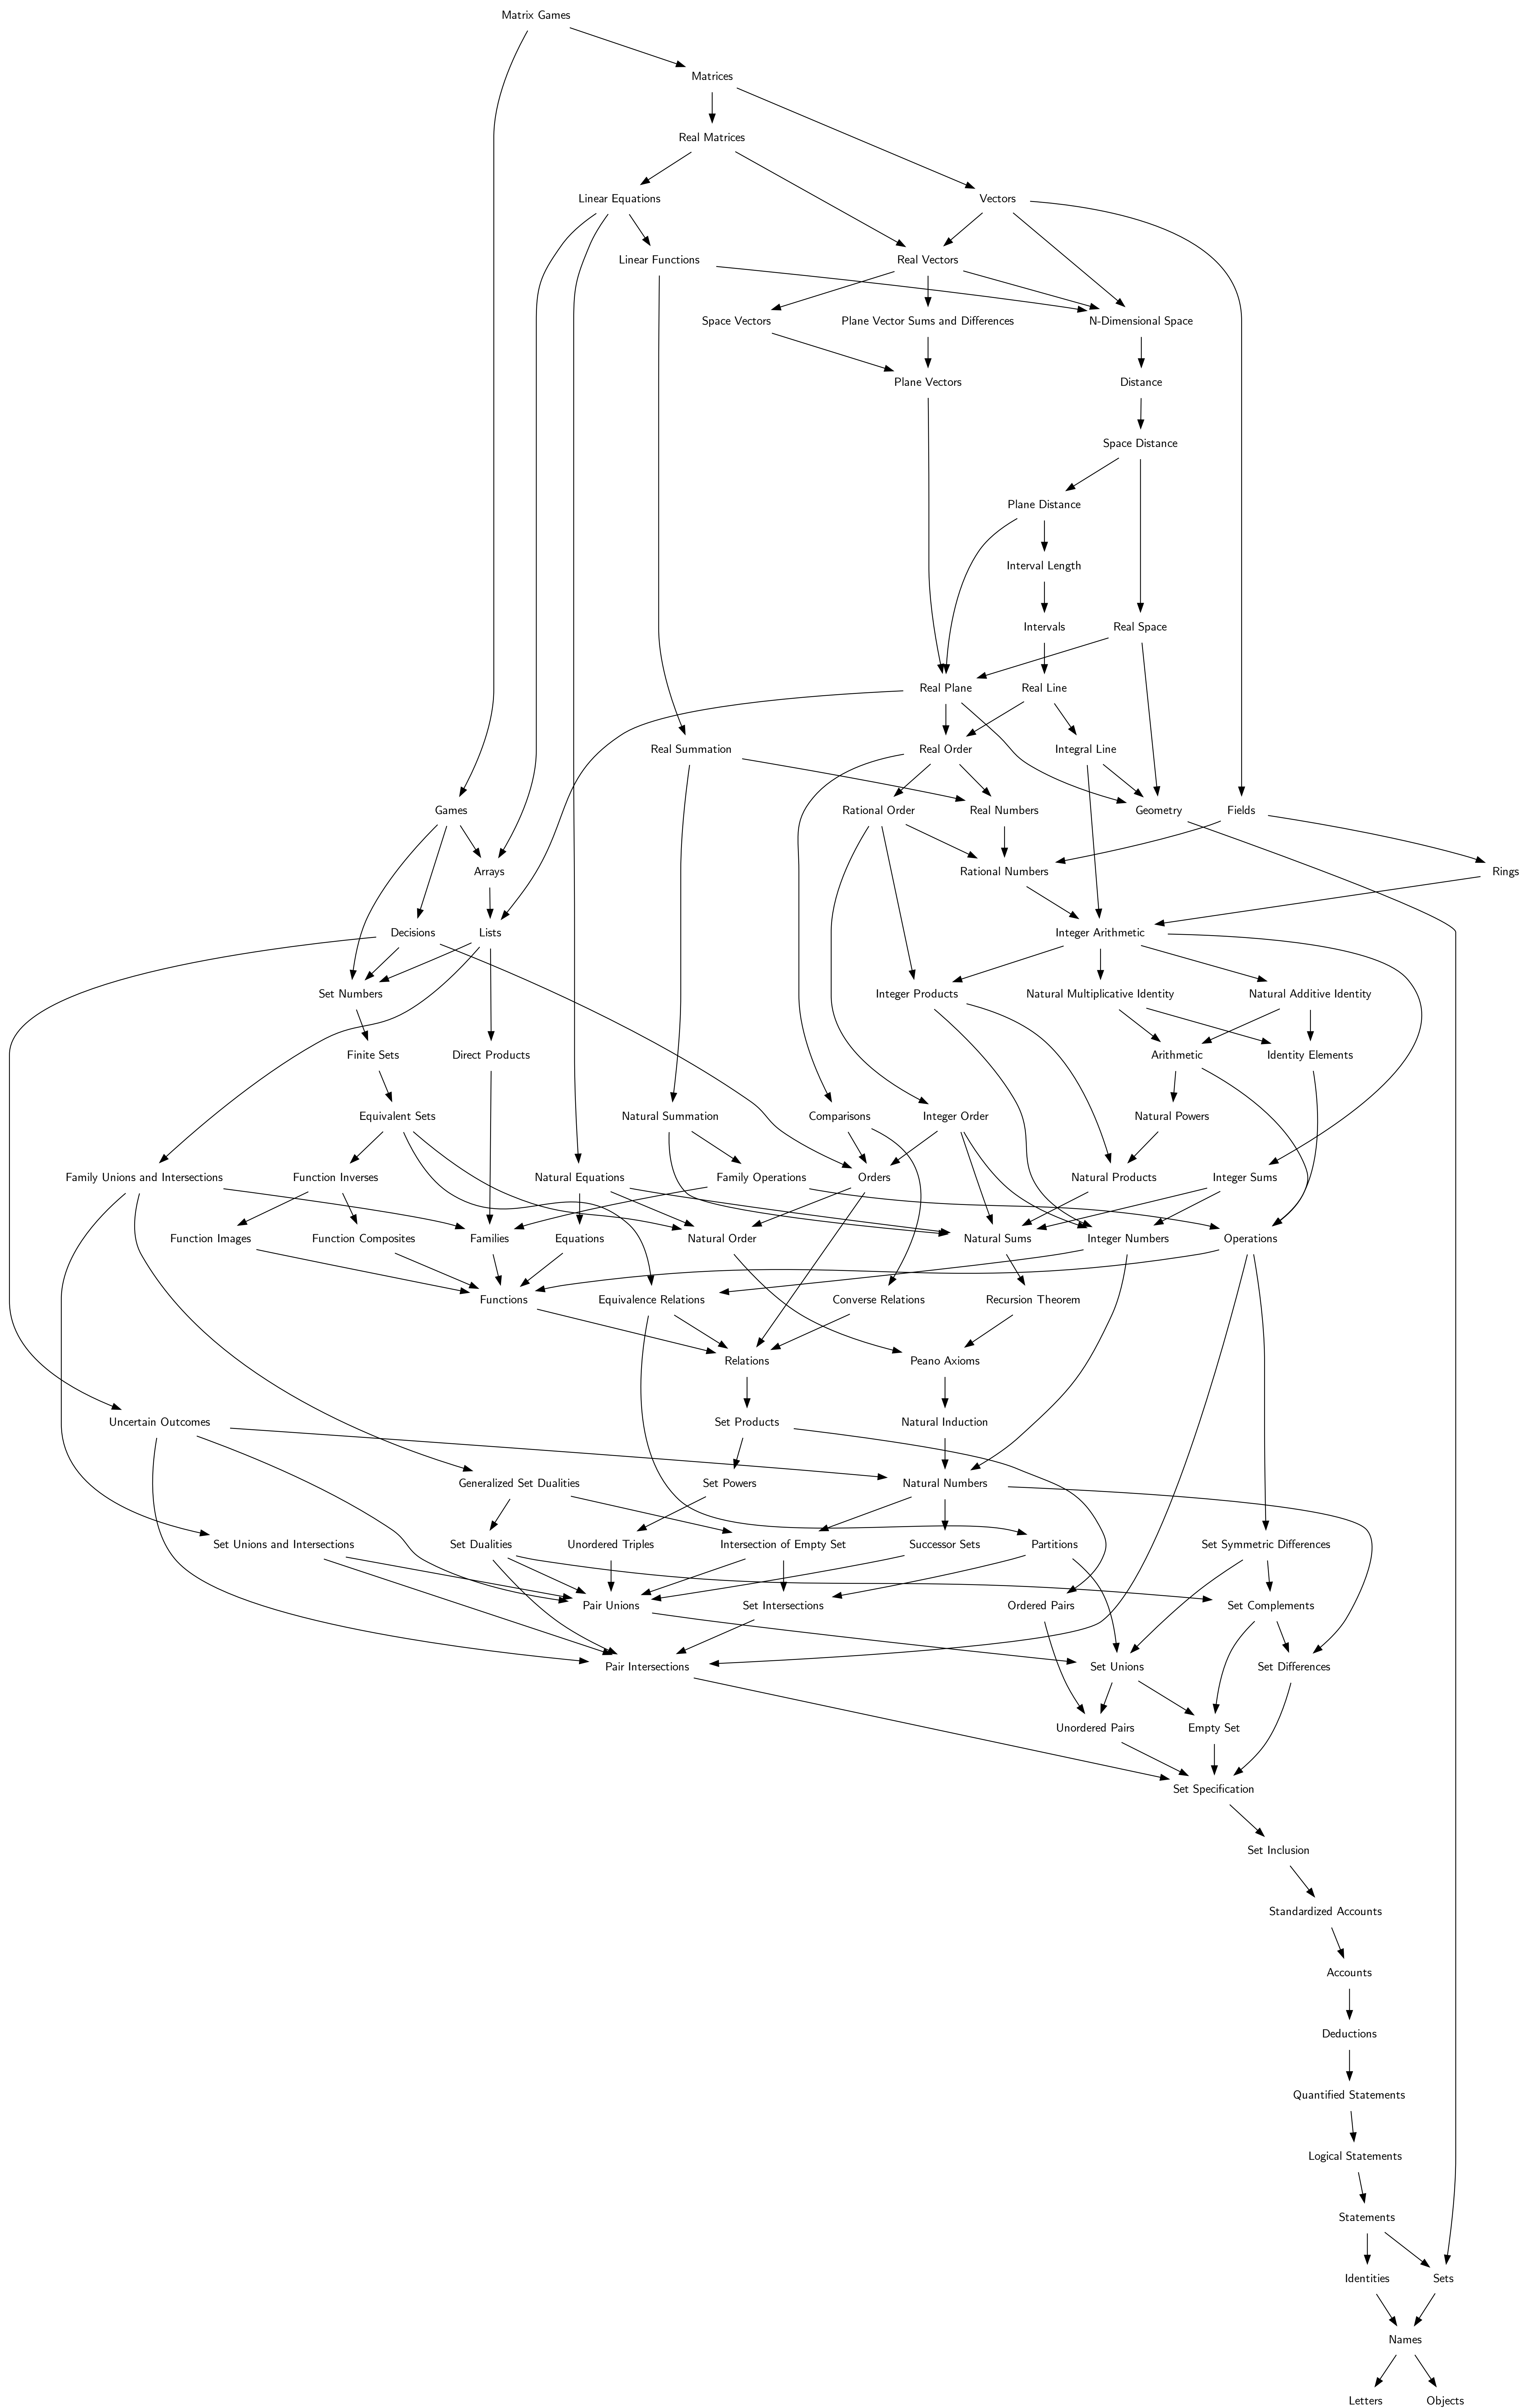 Matrix Games
Matrices
Real Matrices
Linear Equations
Vectors
Linear Functions
Real Vectors
Space Vectors
Plane Vector Sums and Differences
N-Dimensional Space
Plane Vectors
Distance
Space Distance
Plane Distance
Interval Length
Intervals
Real Space
Real Plane
Real Line
Real Summation
Real Order
Integral Line
Games
Rational Order
Real Numbers
Geometry
Fields
Arrays
Rational Numbers
Rings
Decisions
Lists
Integer Arithmetic
Set Numbers
Integer Products
Natural Multiplicative Identity
Natural Additive Identity
Finite Sets
Direct Products
Arithmetic
Identity Elements
Equivalent Sets
Natural Summation
Comparisons
Integer Order
Natural Powers
Family Unions and Intersections
Function Inverses
Natural Equations
Family Operations
Orders
Natural Products
Integer Sums
Function Images
Function Composites
Families
Equations
Natural Order
Natural Sums
Integer Numbers
Operations
Functions
Equivalence Relations
Converse Relations
Recursion Theorem
Relations
Peano Axioms
Uncertain Outcomes
Set Products
Natural Induction
Generalized Set Dualities
Set Powers
Natural Numbers
Set Unions and Intersections
Set Dualities
Unordered Triples
Intersection of Empty Set
Successor Sets
Partitions
Set Symmetric Differences
Pair Unions
Set Intersections
Ordered Pairs
Set Complements
Pair Intersections
Set Unions
Set Differences
Unordered Pairs
Empty Set
Set Specification
Set Inclusion
Standardized Accounts
Accounts
Deductions
Quantified Statements
Logical Statements
Statements
Identities
Sets
Names
Letters
Objects